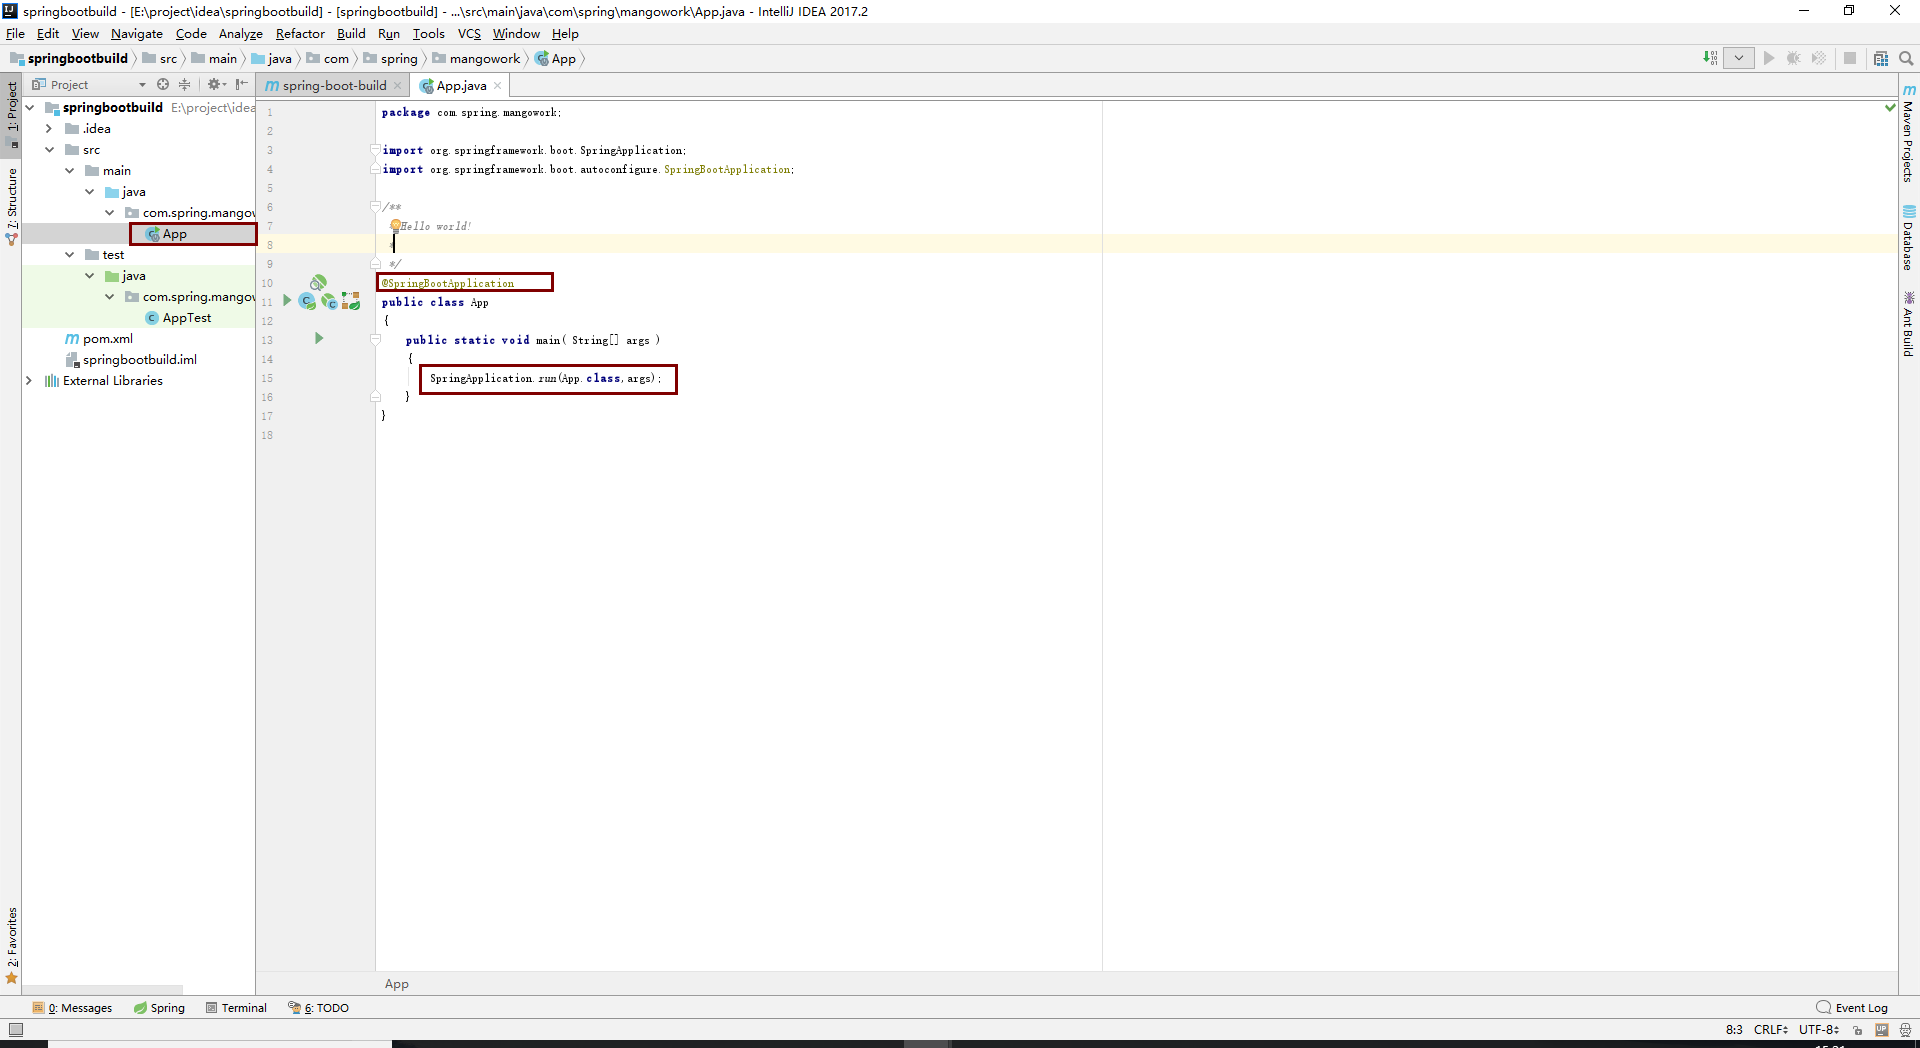 springbootbuild - [E:\project\idea\springbootbuild] - [springbootbuild] - ...\src\main\java\com\spring\mangowork\App.java - IntelliJ IDEA 2017.2
File Edit View Navigate Code Analyze Refactor Build Run Tools VCS Window Help
springbootbuild src main java com spring mangowork App
Project
spring-boot-build App.java
1: Project
7: Structure
2: Favorites
springbootbuild E:\project\idea
.idea
src
main
java
com.spring.mangow
App
test
java
com.spring.mangow
AppTest
pom.xml
springbootbuild.iml
External Libraries
1 package com.spring.mangowork;
2
3 import org.springframework.boot.SpringApplication;
4 import org.springframework.boot.autoconfigure.SpringBootApplication;
5
6 /**
7 Hello world!
8 *
9 */
10 @SpringBootApplication
11 public class App
12 {
13 public static void main( String[] args )
14 {
15 SpringApplication.run(App.class,args);
16 }
17 }
18
App
Maven Projects
Database
Ant Build
0: Messages Spring Terminal 6: TODO Event Log
8:3 CRLF UTF-8